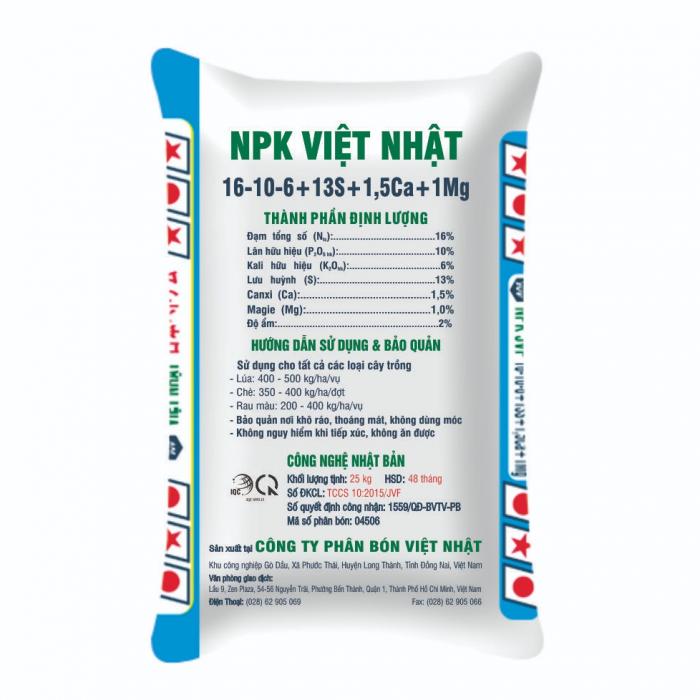 NPK VIỆT NHẬT
16-10-6+13S+1,5Ca+1Mg
THÀNH PHẦN ĐỊNH LƯỢNG
Đạm tổng số (Nts):....................16%
Lân hữu hiệu (P2O5 hh):....................10%
Kali hữu hiệu (K2Ohh):....................6%
Lưu huỳnh (S):....................13%
Canxi (Ca):....................1,5%
Magie (Mg):....................1,0%
Độ ẩm:....................2%
HƯỚNG DẪN SỬ DỤNG & BẢO QUẢN
Sử dụng cho tất cả các loại cây trồng
- Lúa: 400 - 500 kg/ha/vụ
- Chè: 350 - 400 kg/ha/đợt
- Rau màu: 200 - 400 kg/ha/vụ
- Bảo quản nơi khô ráo, thoáng mát, không dùng móc
- Không nguy hiểm khi tiếp xúc, không ăn được
CÔNG NGHỆ NHẬT BẢN
Khối lượng tịnh: 25 kg HSD: 48 tháng
Số ĐKCL: TCCS 10:2015/JVF
Số quyết định công nhận: 1559/QĐ-BVTV-PB
Mã số phân bón: 04506
IQC
Sản xuất tại CÔNG TY PHÂN BÓN VIỆT NHẬT
Khu công nghiệp Gò Dầu, Xã Phước Thái, Huyện Long Thành, Tỉnh Đồng Nai, Việt Nam
Văn phòng giao dịch:
Lầu 9, Zen Plaza, 54-56 Nguyễn Trãi, Phường Bến Thành, Quận 1, Thành Phố Hồ Chí Minh, Việt Nam
Điện Thoại: (028) 62 905 069 Fax: (028) 62 905 066